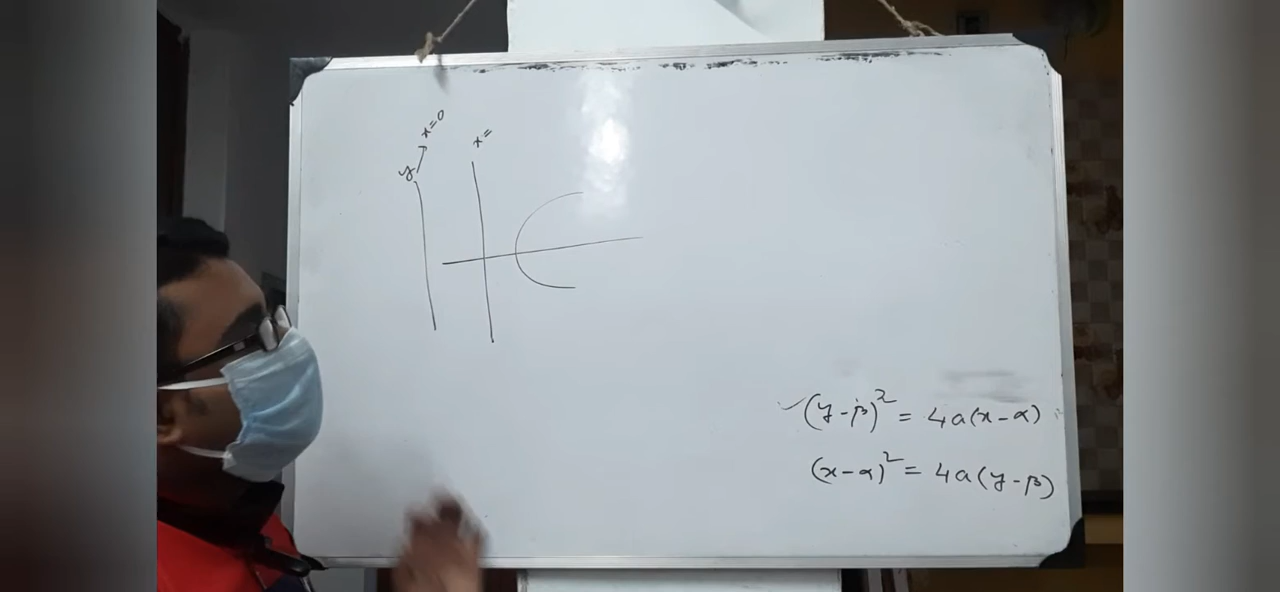 x=0
x=
y
(y-β)² = 4a(x-α)
(x-α)² = 4a(y-β)